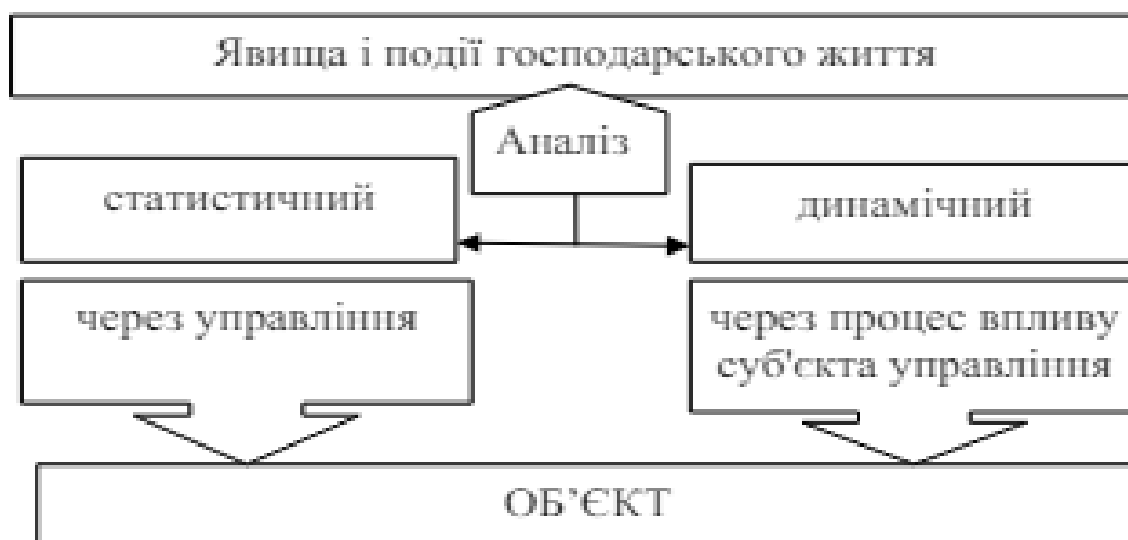 Явища і події господарського життя
Аналіз
статистичний
динамічний
через управління
через процес впливу
суб'єкта управління
ОБ’ЄКТ